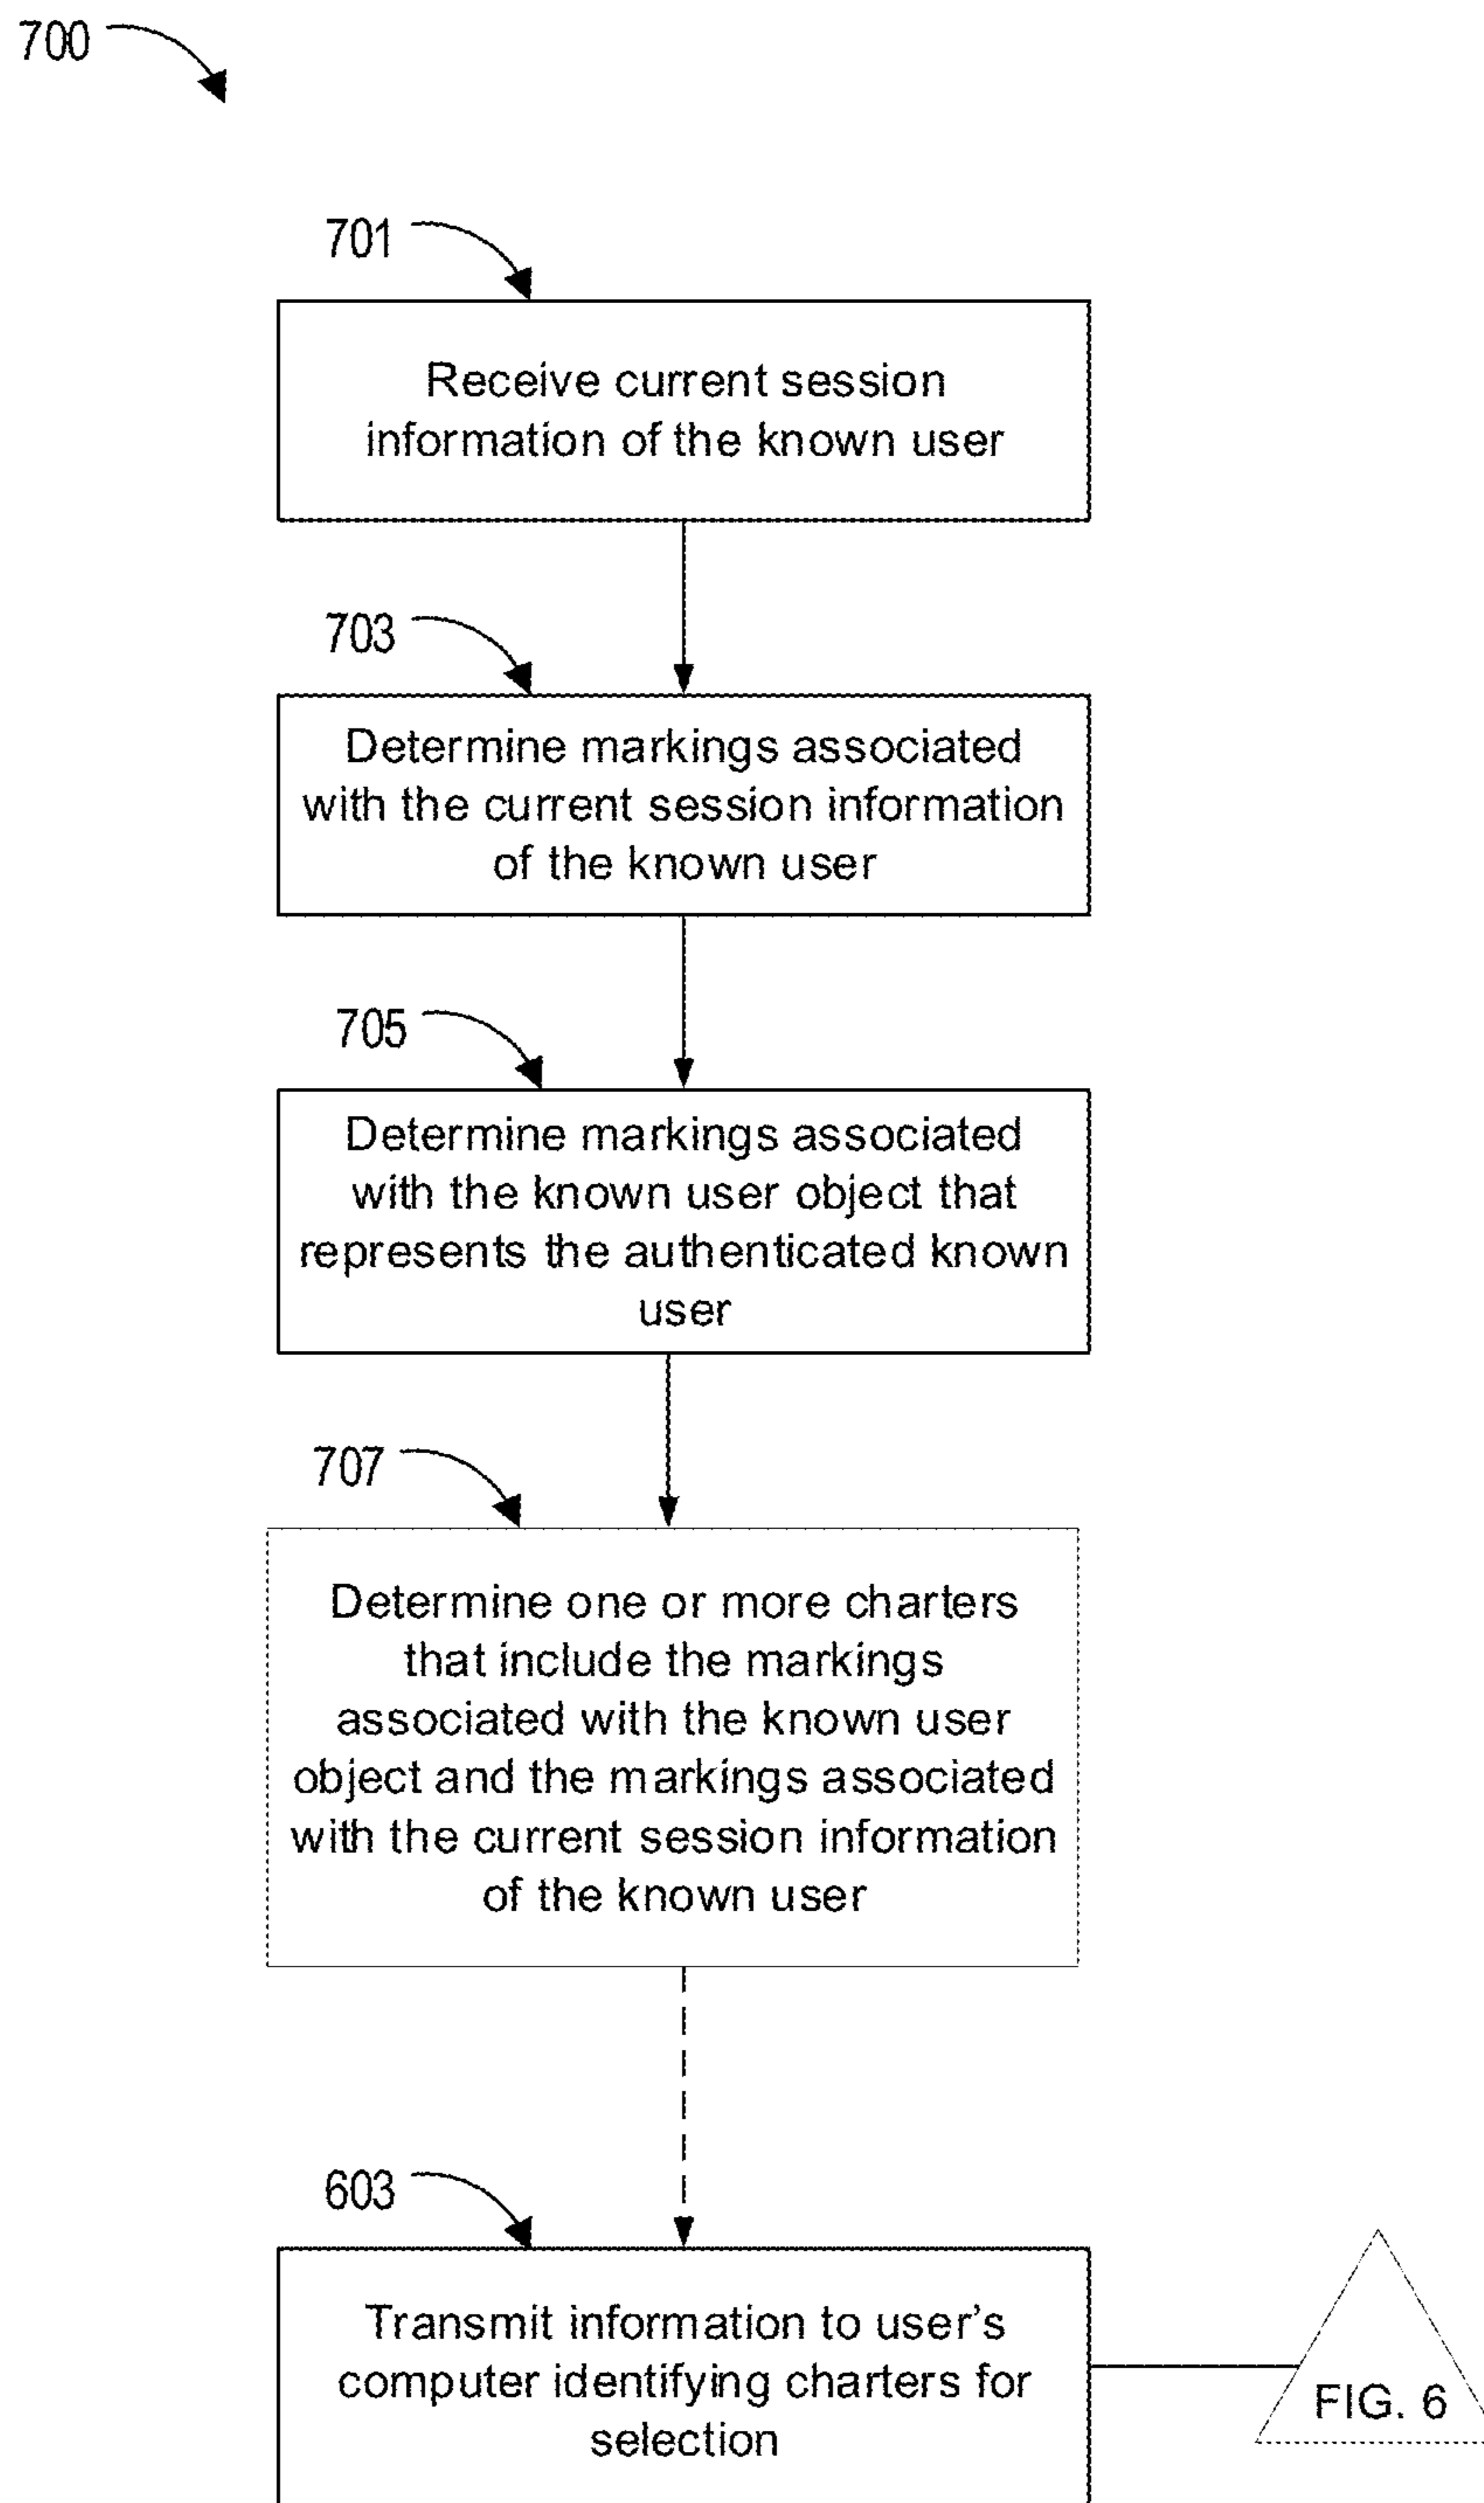 700
701
Receive current session
information of the known user
703
Determine markings associated
with the current session information
of the known user
705
Determine markings associated
with the known user object that
represents the authenticated known
user
707
Determine one or more charters
that include the markings
associated with the known user
object and the markings associated
with the current session information
of the known user
603
Transmit information to user's
computer identifying charters for
selection
FIG. 6